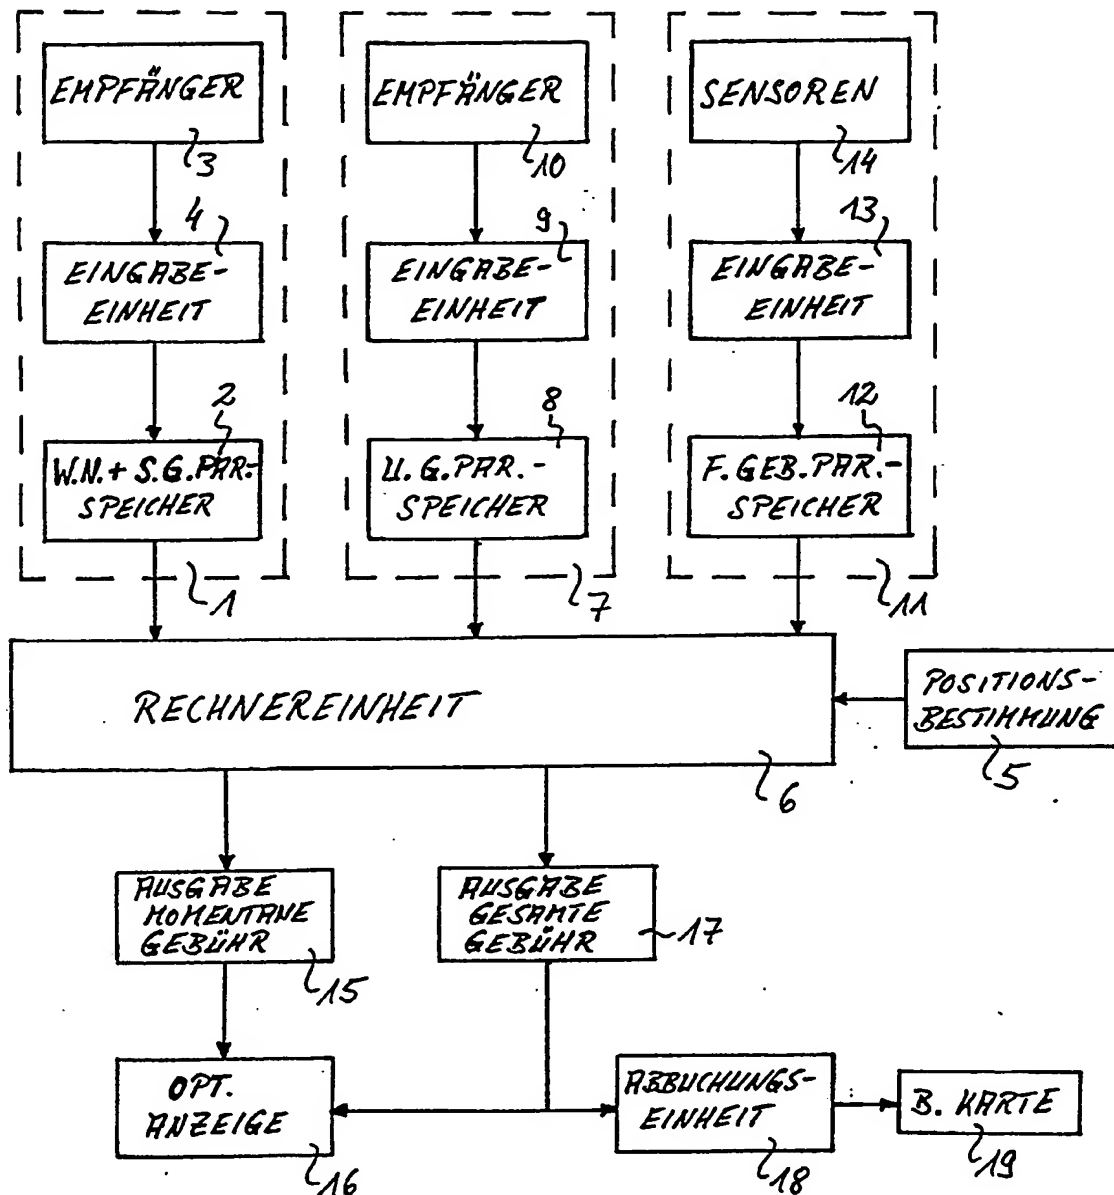 EMPFÄNGER
3
EMPFÄNGER
10
SENSOREN
14
4
EINGABE-
EINHEIT
9
EINGABE-
EINHEIT
13
EINGABE-
EINHEIT
2
W.N.+ S.G.PAR.-
SPEICHER
8
U.G.PAR.-
SPEICHER
12
F.GEB.PAR.-
SPEICHER
1
7
11
RECHNEREINHEIT
6
POSITIONS-
BESTIMMUNG
5
AUSGABE
MOMENTANE
GEBÜHR
15
AUSGABE
GESAMTE
GEBÜHR
17
OPT.
ANZEIGE
16
ABBUCHUNGS-
EINHEIT
18
B. KARTE
19